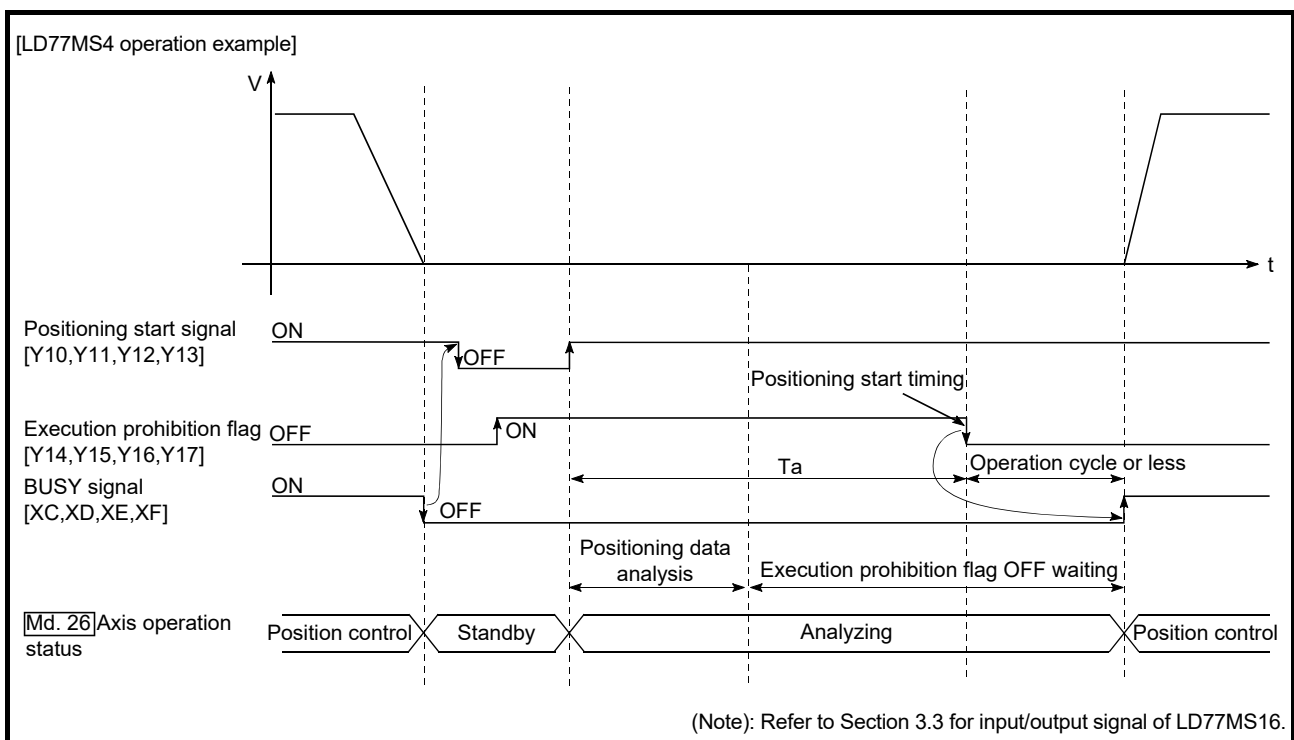 [LD77MS4 operation example]
V
t
Positioning start signal
[Y10,Y11,Y12,Y13]
ON
OFF
Positioning start timing
Execution prohibition flag
[Y14,Y15,Y16,Y17]
OFF
ON
Ta
Operation cycle or less
BUSY signal
[XC,XD,XE,XF]
ON
OFF
Positioning data
analysis
Execution prohibition flag OFF waiting
Md. 26 Axis operation
status
Position control
Standby
Analyzing
Position control
(Note): Refer to Section 3.3 for input/output signal of LD77MS16.